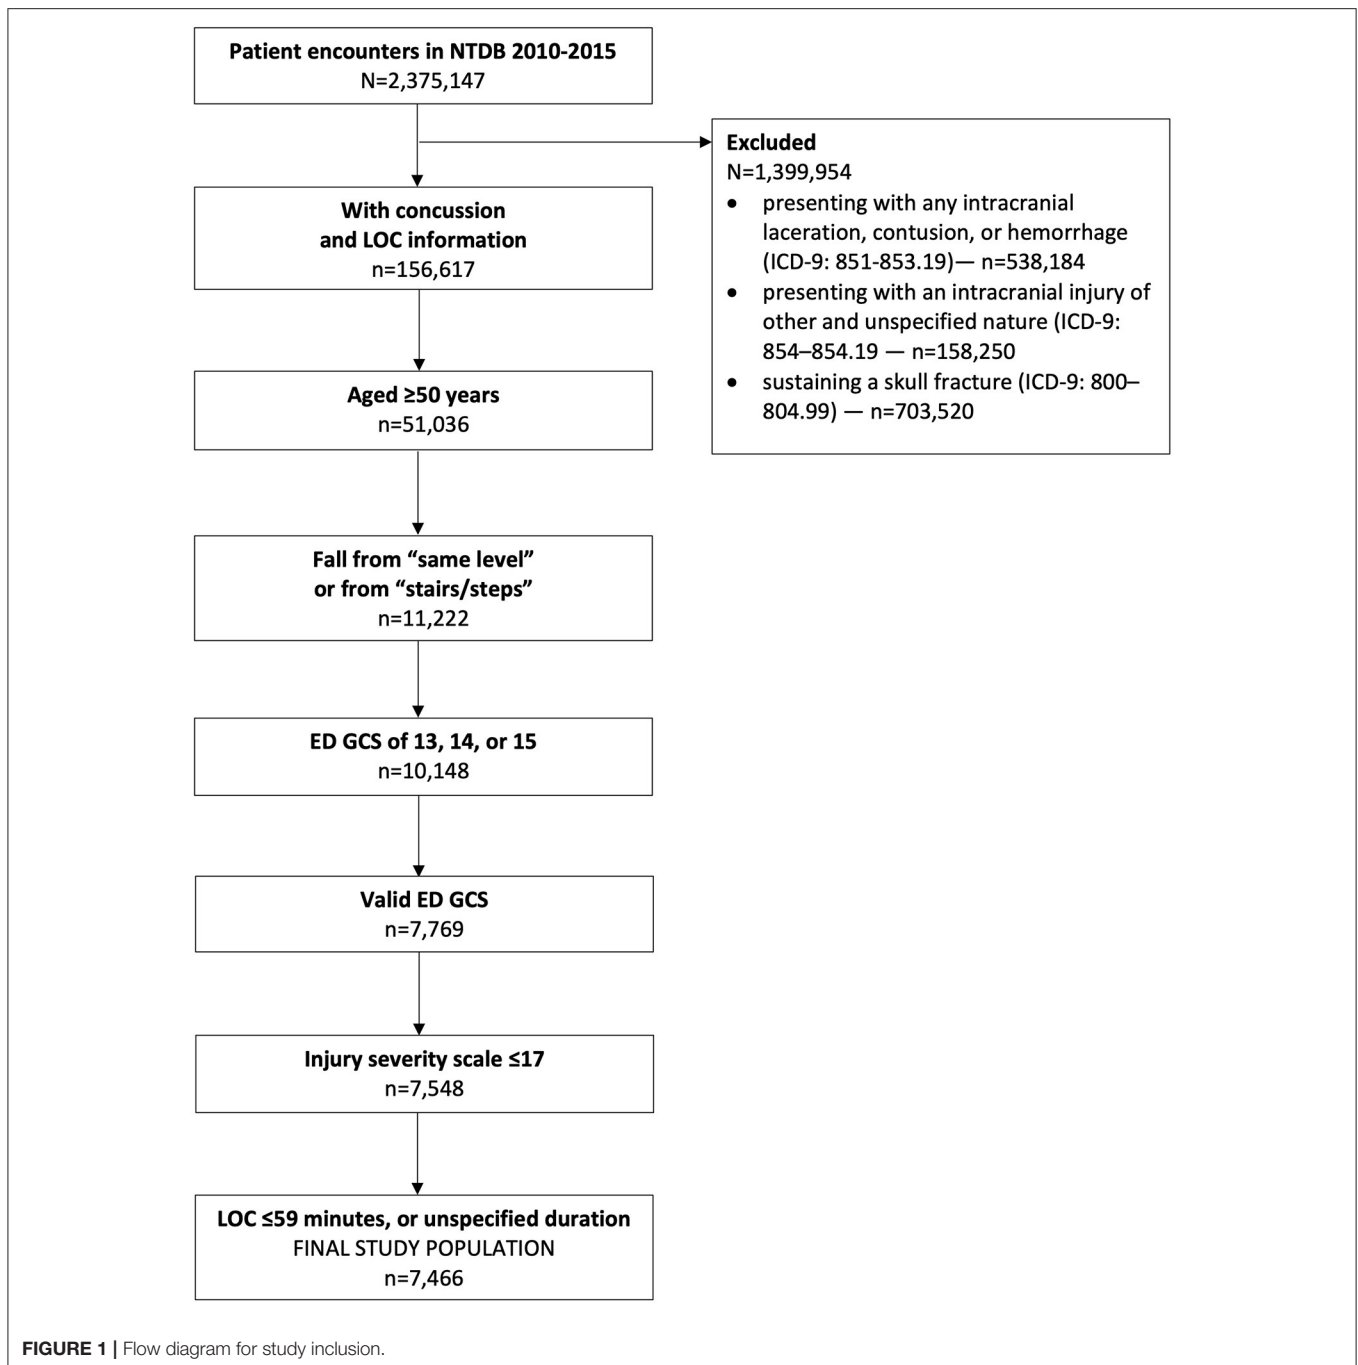 Patient encounters in NTDB 2010-2015
N=2,375,147
Excluded
N=1,399,954
• presenting with any intracranial
laceration, contusion, or hemorrhage
(ICD-9: 851-853.19)— n=538,184
• presenting with an intracranial injury of
other and unspecified nature (ICD-9:
854–854.19 — n=158,250
• sustaining a skull fracture (ICD-9: 800–
804.99) — n=703,520
With concussion
and LOC information
n=156,617
Aged ≥50 years
n=51,036
Fall from “same level”
or from “stairs/steps”
n=11,222
ED GCS of 13, 14, or 15
n=10,148
Valid ED GCS
n=7,769
Injury severity scale ≤17
n=7,548
LOC ≤59 minutes, or unspecified duration
FINAL STUDY POPULATION
n=7,466
FIGURE 1 | Flow diagram for study inclusion.